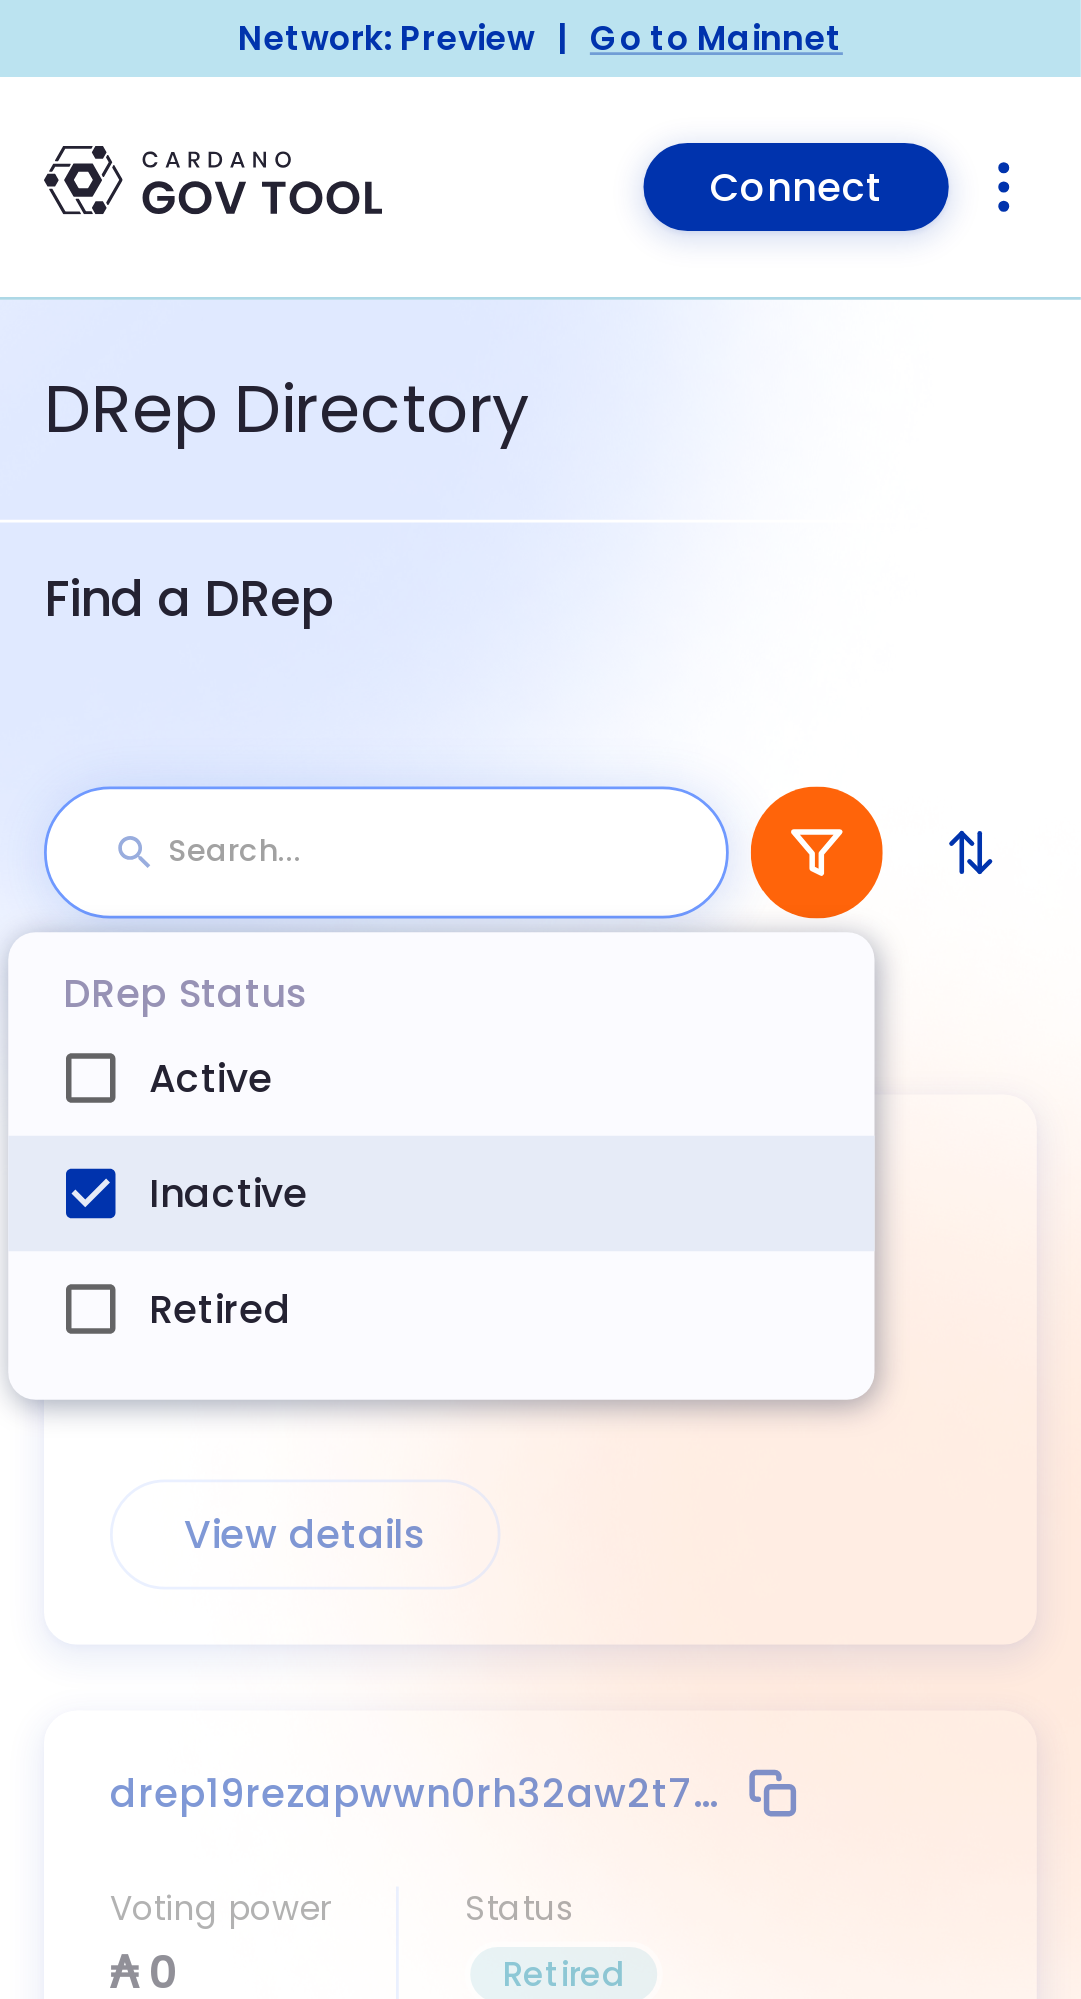 Network: Preview | Go to Mainnet
CARDANO
GOV TOOL
Connect
DRep Directory
Find a DRep
Search...
DRep Status
Active
Inactive
Retired
View details
drep19rezapwwn0rh32aw2t7...
Voting power
Status
₳ 0
Retired